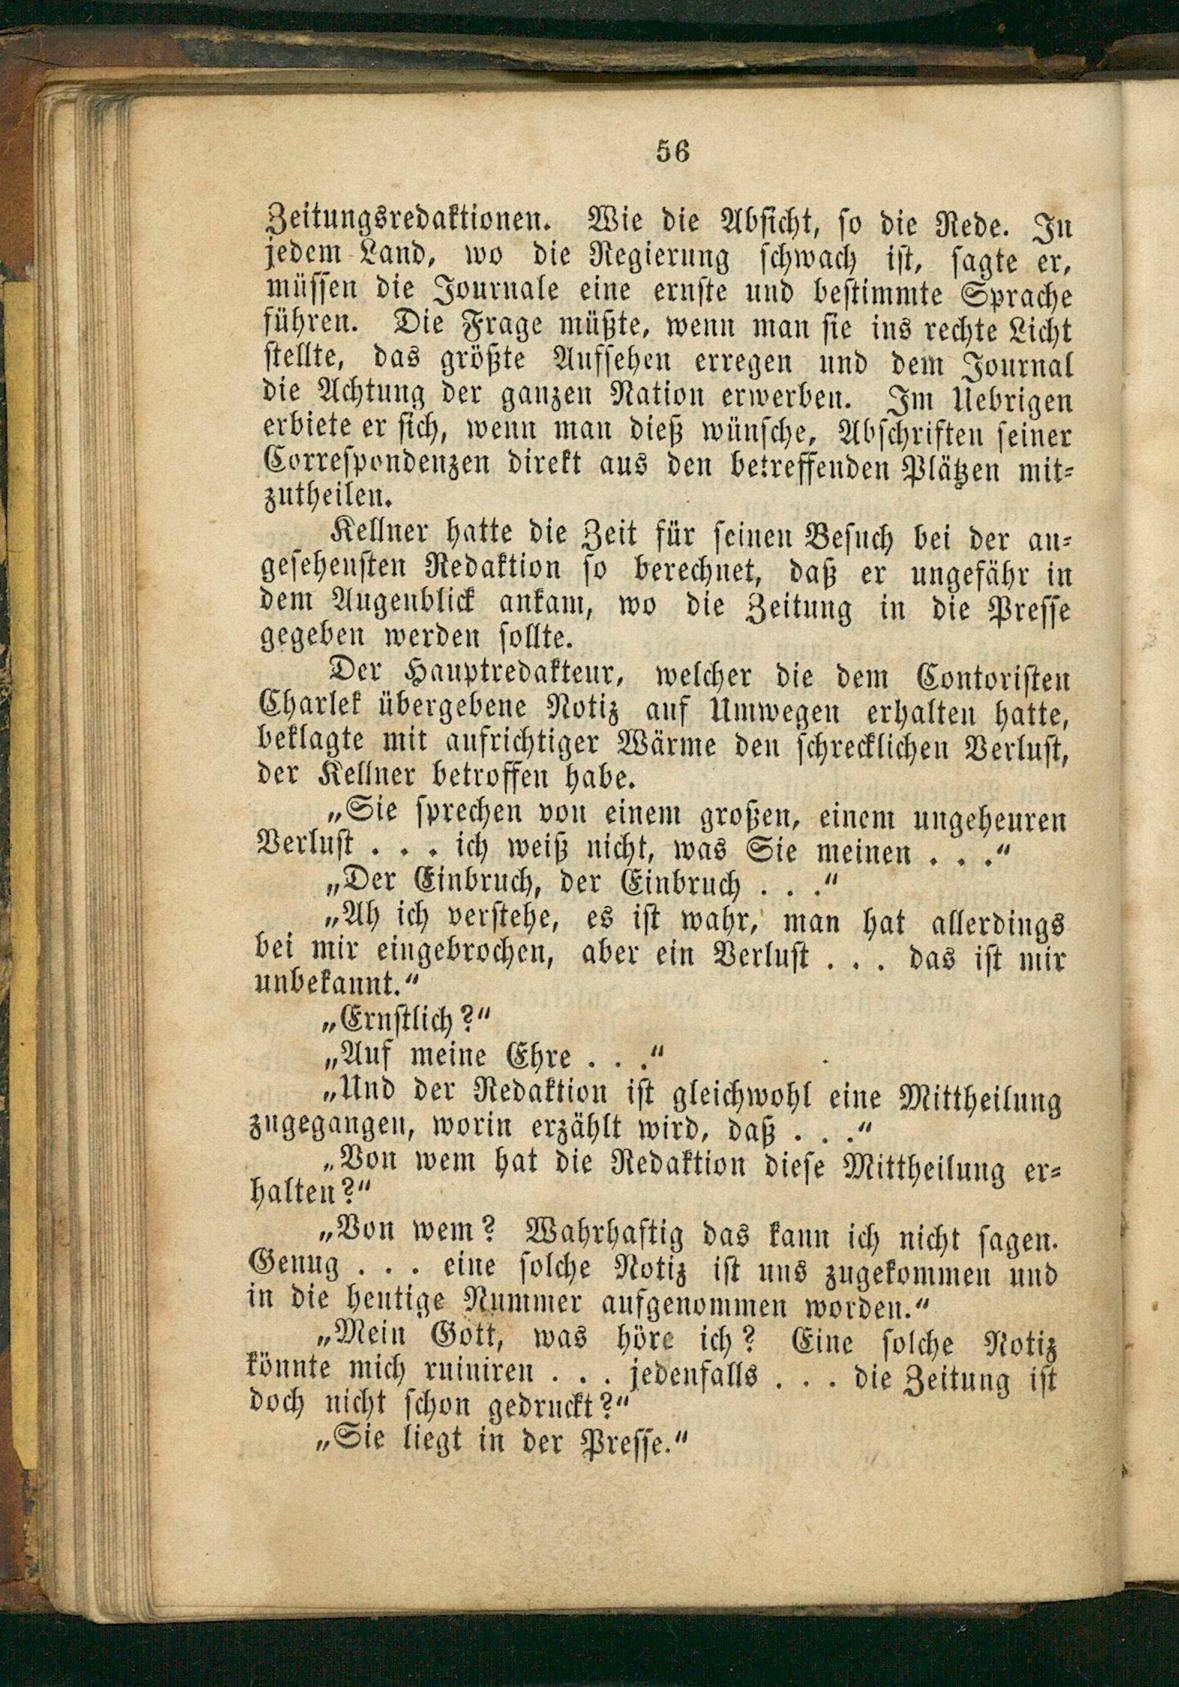 56
Zeitungsredaktionen. Wie die Absicht, so die Rede. In
jedem Land, wo die Regierung schwach ist, sagte er,
müssen die Journale eine ernste und bestimmte Sprache
führen. Die Frage müßte, wenn man sie ins rechte Licht
stellte, das größte Aufsehen erregen und dem Journal
die Achtung der ganzen Nation erwerben. Im Uebrigen
erbiete er sich, wenn man dieß wünsche, Abschriften seiner
Correspondenzen direkt aus den betreffenden Plätzen mit-
zutheilen.
Kellner hatte die Zeit für seinen Besuch bei der an-
gesehensten Redaktion so berechnet, daß er ungefähr in
dem Augenblick ankam, wo die Zeitung in die Presse
gegeben werden sollte.
Der Hauptredakteur, welcher die dem Contoristen
Charlek übergebene Notiz auf Umwegen erhalten hatte,
beklagte mit aufrichtiger Wärme den schrecklichen Verlust,
der Kellner betroffen habe.
„Sie sprechen von einem großen, einem ungeheuren
Verlust . . . ich weiß nicht, was Sie meinen . . .“
„Der Einbruch, der Einbruch . . .“
„Ah ich verstehe, es ist wahr, man hat allerdings
bei mir eingebrochen, aber ein Verlust . . . das ist mir
unbekannt.“
„Ernstlich?“
„Auf meine Ehre . . .“
„Und der Redaktion ist gleichwohl eine Mittheilung
zugegangen, worin erzählt wird, daß . . .“
„Von wem hat die Redaktion diese Mittheilung er-
halten?“
„Von wem? Wahrhaftig das kann ich nicht sagen.
Genug . . . eine solche Notiz ist uns zugekommen und
in die heutige Nummer aufgenommen worden.“
„Mein Gott, was höre ich? Eine solche Notiz
könnte mich ruiniren . . . jedenfalls . . . die Zeitung ist
doch nicht schon gedruckt?“
„Sie liegt in der Presse.“